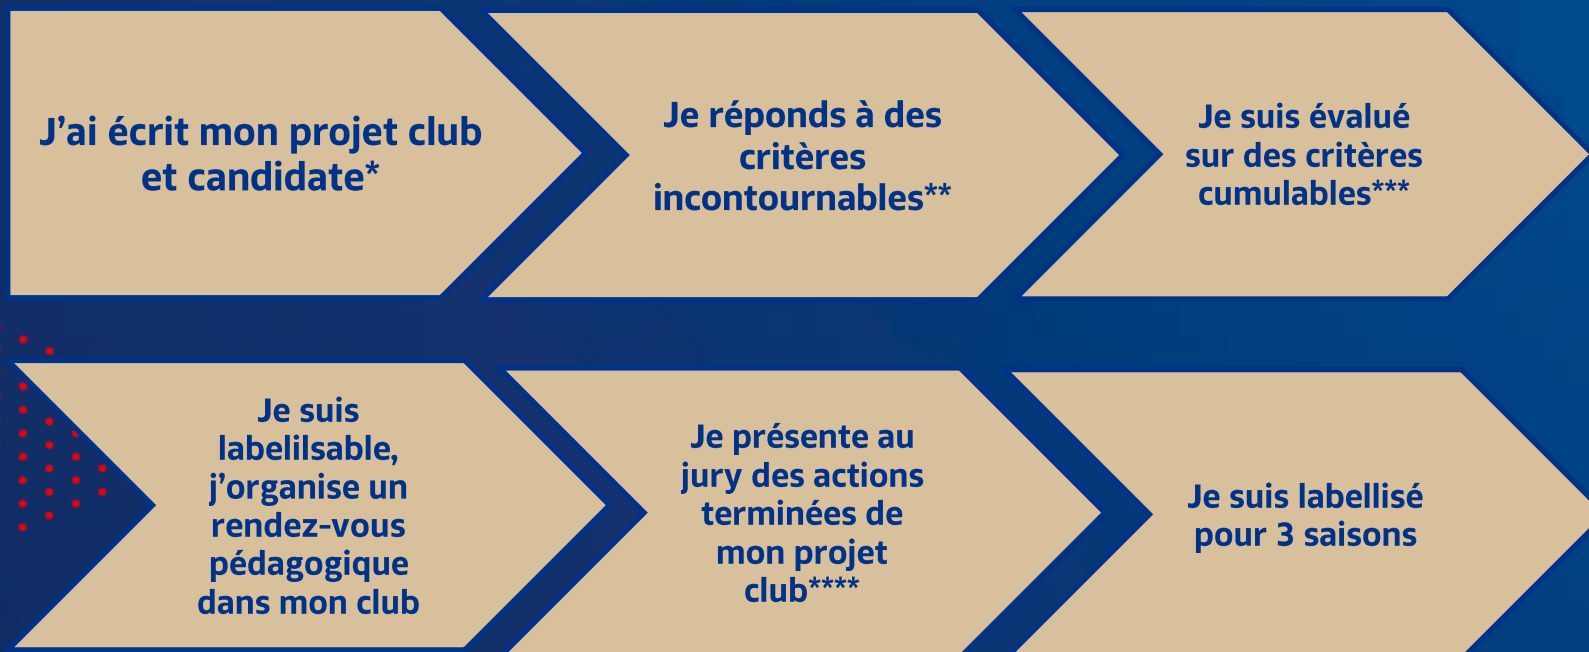 J’ai écrit mon projet club
et candidate*
Je réponds à des
critères
incontournables**
Je suis évalué
sur des critères
cumulables***
Je suis
labelilsable,
j’organise un
rendez-vous
pédagogique
dans mon club
Je présente au
jury des actions
terminées de
mon projet
club****
Je suis labellisé
pour 3 saisons